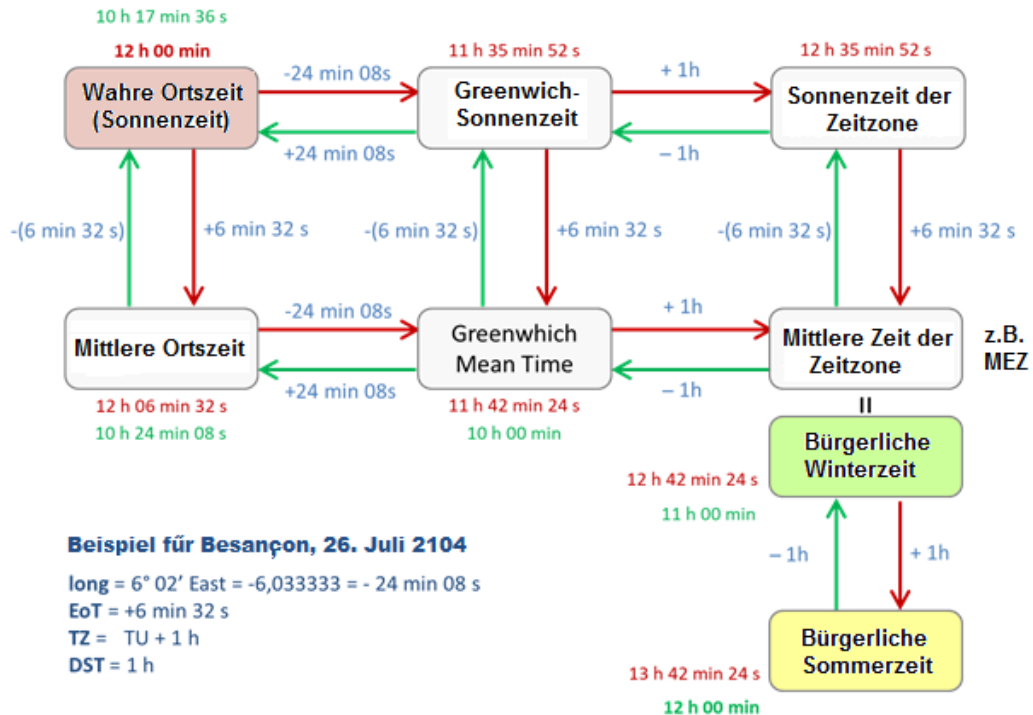 10 h 17 min 36 s
12 h 00 min
11 h 35 min 52 s
12 h 35 min 52 s
Wahre Ortszeit
(Sonnenzeit)
-24 min 08s
+24 min 08s
Greenwich-
Sonnenzeit
+ 1h
– 1h
Sonnenzeit der
Zeitzone
-(6 min 32 s)
+6 min 32 s
-(6 min 32 s)
+6 min 32 s
-(6 min 32 s)
+6 min 32 s
Mittlere Ortszeit
-24 min 08s
+24 min 08s
Greenwhich
Mean Time
+ 1h
– 1h
Mittlere Zeit der
Zeitzone
z.B.
MEZ
12 h 06 min 32 s
10 h 24 min 08 s
11 h 42 min 24 s
10 h 00 min
=
Bürgerliche
Winterzeit
12 h 42 min 24 s
11 h 00 min
– 1h
+ 1h
Bürgerliche
Sommerzeit
13 h 42 min 24 s
12 h 00 min
Beispiel für Besançon, 26. Juli 2104
long = 6° 02’ East = -6,033333 = - 24 min 08 s
EoT = +6 min 32 s
TZ = TU + 1 h
DST = 1 h